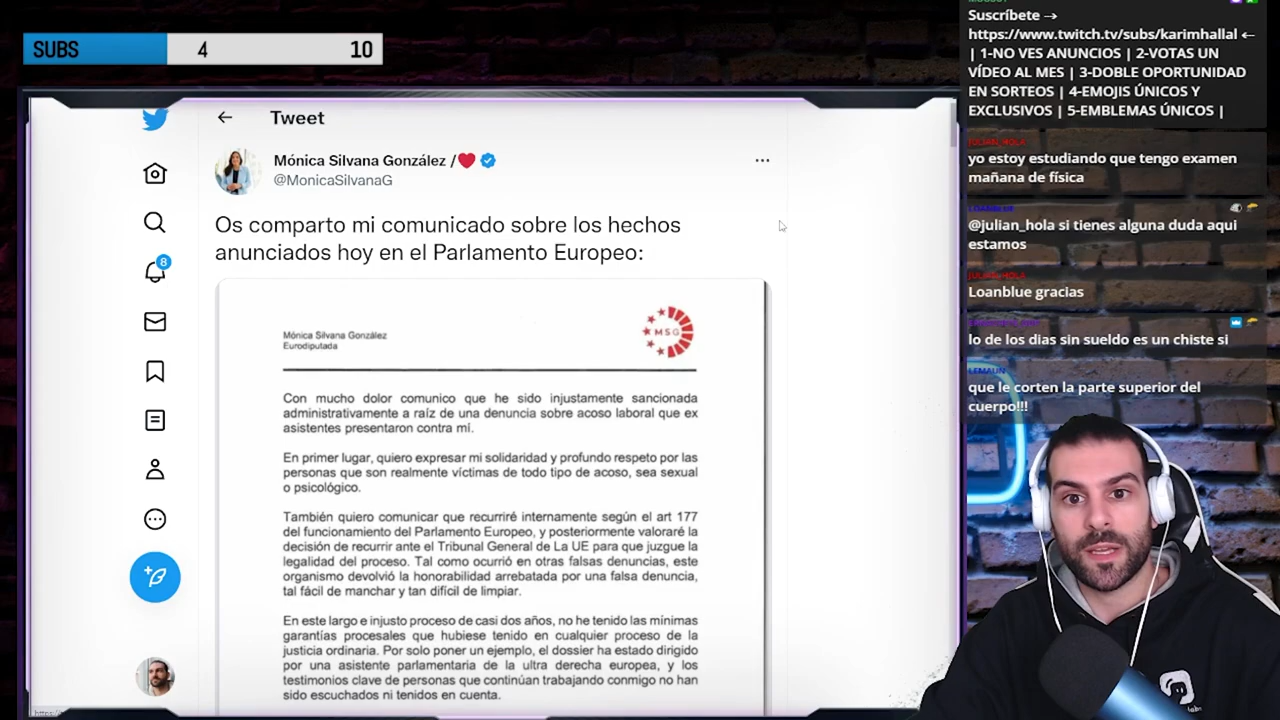 SUBS
4
10
Tweet
Mónica Silvana González /
@MonicaSilvanaG
Os comparto mi comunicado sobre los hechos
anunciados hoy en el Parlamento Europeo:
Mónica Silvana González
Eurodiputada
MSG
Con mucho dolor comunico que he sido injustamente sancionada
administrativamente a raíz de una denuncia sobre acoso laboral que ex
asistentes presentaron contra mí.
En primer lugar, quiero expresar mi solidaridad y profundo respeto por las
personas que son realmente víctimas de todo tipo de acoso, sea sexual
o psicológico.
También quiero comunicar que recurriré internamente según el art 177
del funcionamiento del Parlamento Europeo, y posteriormente valoraré la
decisión de recurrir ante el Tribunal General de La UE para que juzgue la
legalidad del proceso. Tal como ocurrió en otras falsas denuncias, este
organismo devolvió la honorabilidad arrebatada por una falsa denuncia,
tal fácil de manchar y tan difícil de limpiar.
En este largo e injusto proceso de casi dos años, no he tenido las mínimas
garantías procesales que hubiese tenido en cualquier proceso de la
justicia ordinaria. Por solo poner un ejemplo, el dossier ha estado dirigido
por una asistente parlamentaria de la ultra derecha europea, y los
testimonios clave de personas que continúan trabajando conmigo no han
sido escuchados ni tenidos en cuenta.
8
Suscríbete →
https://www.twitch.tv/subs/karimhallal ←
| 1-NO VES ANUNCIOS | 2-VOTAS UN
VÍDEO AL MES | 3-DOBLE OPORTUNIDAD
EN SORTEOS | 4-EMOJIS ÚNICOS Y
EXCLUSIVOS | 5-EMBLEMAS ÚNICOS |
JULIAN_HOLA
yo estoy estudiando que tengo examen
mañana de física
LOANBLUE
@julian_hola si tienes alguna duda aqui
estamos
JULIAN_HOLA
Loanblue gracias
lo de los dias sin sueldo es un chiste si
LEMAUN
que le corten la parte superior del
cuerpo!!!